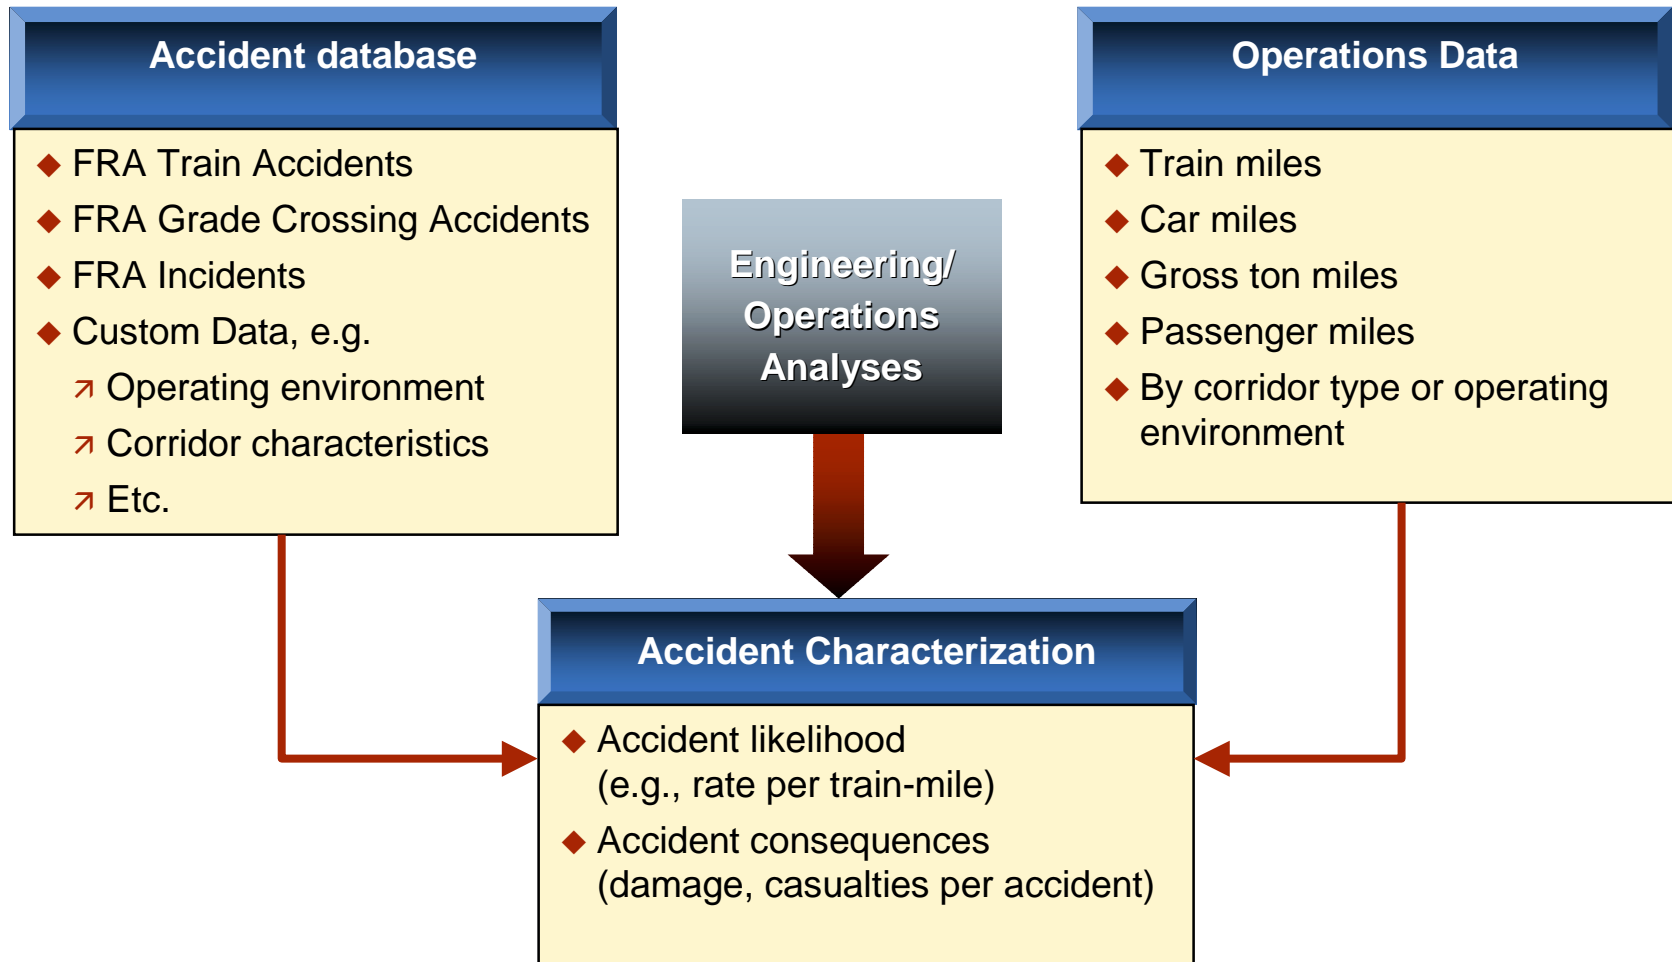 Accident database
FRA Train Accidents
FRA Grade Crossing Accidents
FRA Incidents
Custom Data, e.g.
Operating environment
Corridor characteristics
Etc.
Engineering/
Operations
Analyses
Operations Data
Train miles
Car miles
Gross ton miles
Passenger miles
By corridor type or operating
environment
Accident Characterization
Accident likelihood
(e.g., rate per train-mile)
Accident consequences
(damage, casualties per accident)